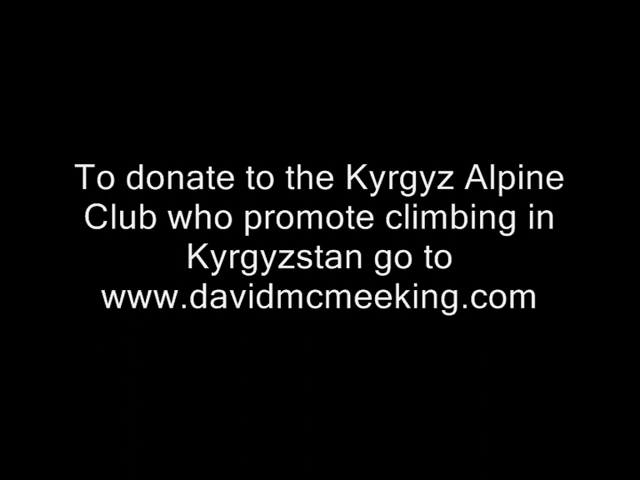 To donate to the Kyrgyz Alpine
Club who promote climbing in
Kyrgyzstan go to
www.davidmcmeeking.com